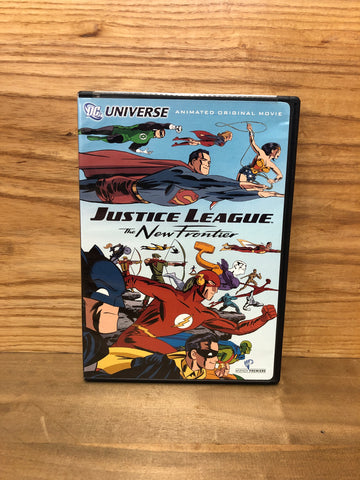 DC UNIVERSE ANIMATED ORIGINAL MOVIE
JUSTICE LEAGUE
The New Frontier